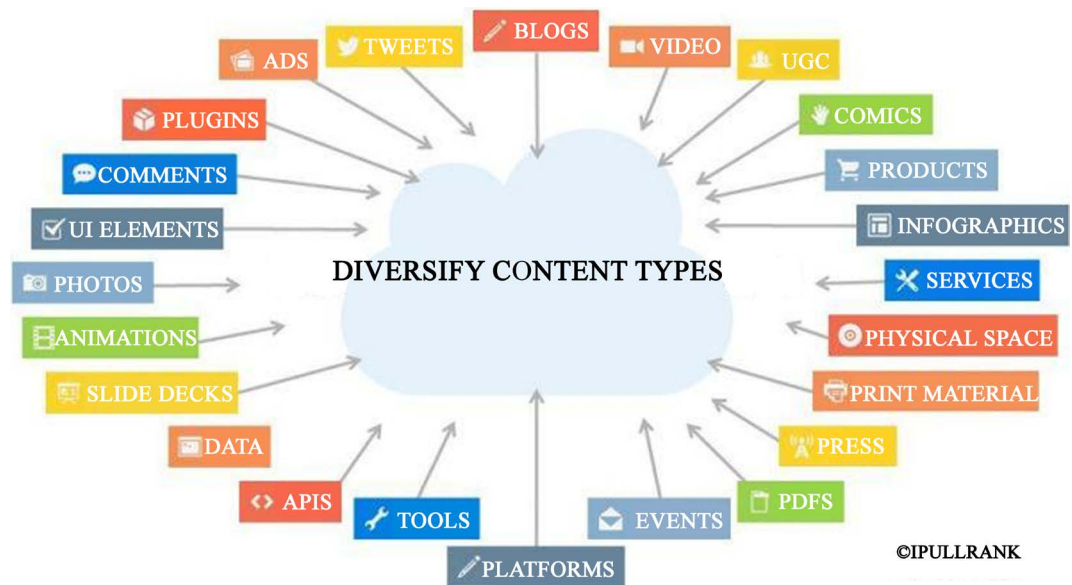 BLOGS
TWEETS
VIDEO
ADS
UGC
PLUGINS
COMICS
COMMENTS
PRODUCTS
UI ELEMENTS
INFOGRAPHICS
DIVERSIFY CONTENT TYPES
PHOTOS
SERVICES
ANIMATIONS
PHYSICAL SPACE
SLIDE DECKS
PRINT MATERIAL
DATA
PRESS
APIS
PDFS
TOOLS
EVENTS
PLATFORMS
©IPULLRANK